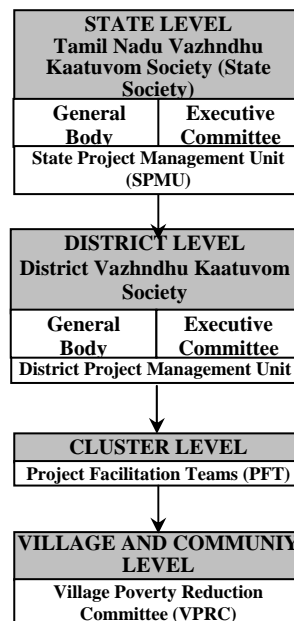 STATE LEVEL
Tamil Nadu Vazhndhu
Kaatuvom Society (State
Society)
General Executive
Body Committee
State Project Management Unit
(SPMU)
DISTRICT LEVEL
District Vazhndhu Kaatuvom
Society
General Executive
Body Committee
District Project Management Unit
CLUSTER LEVEL
Project Facilitation Teams (PFT)
VILLAGE AND COMMUNIY
LEVEL
Village Poverty Reduction
Committee (VPRC)